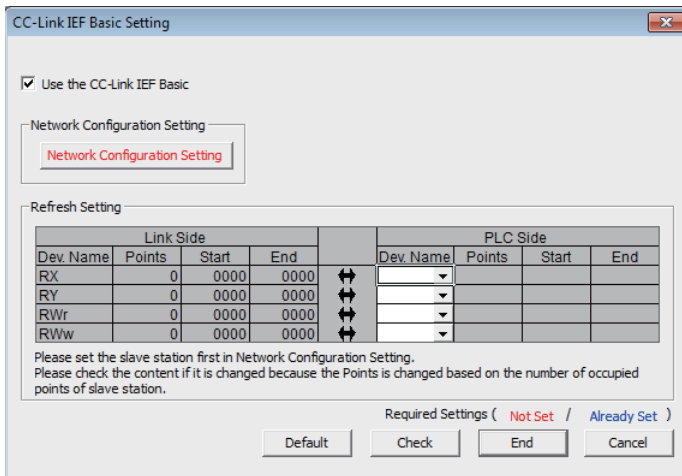 CC-Link IEF Basic Setting
Use the CC-Link IEF Basic
Network Configuration Setting
Network Configuration Setting
Refresh Setting
Link Side PLC Side
Dev. Name Points Start End Dev. Name Points Start End
RX 0 0000 0000
RY 0 0000 0000
RWr 0 0000 0000
RWw 0 0000 0000
Please set the slave station first in Network Configuration Setting.
Please check the content if it is changed because the Points is changed based on the number of occupied
points of slave station.
Required Settings ( Not Set / Already Set )
Default Check End Cancel